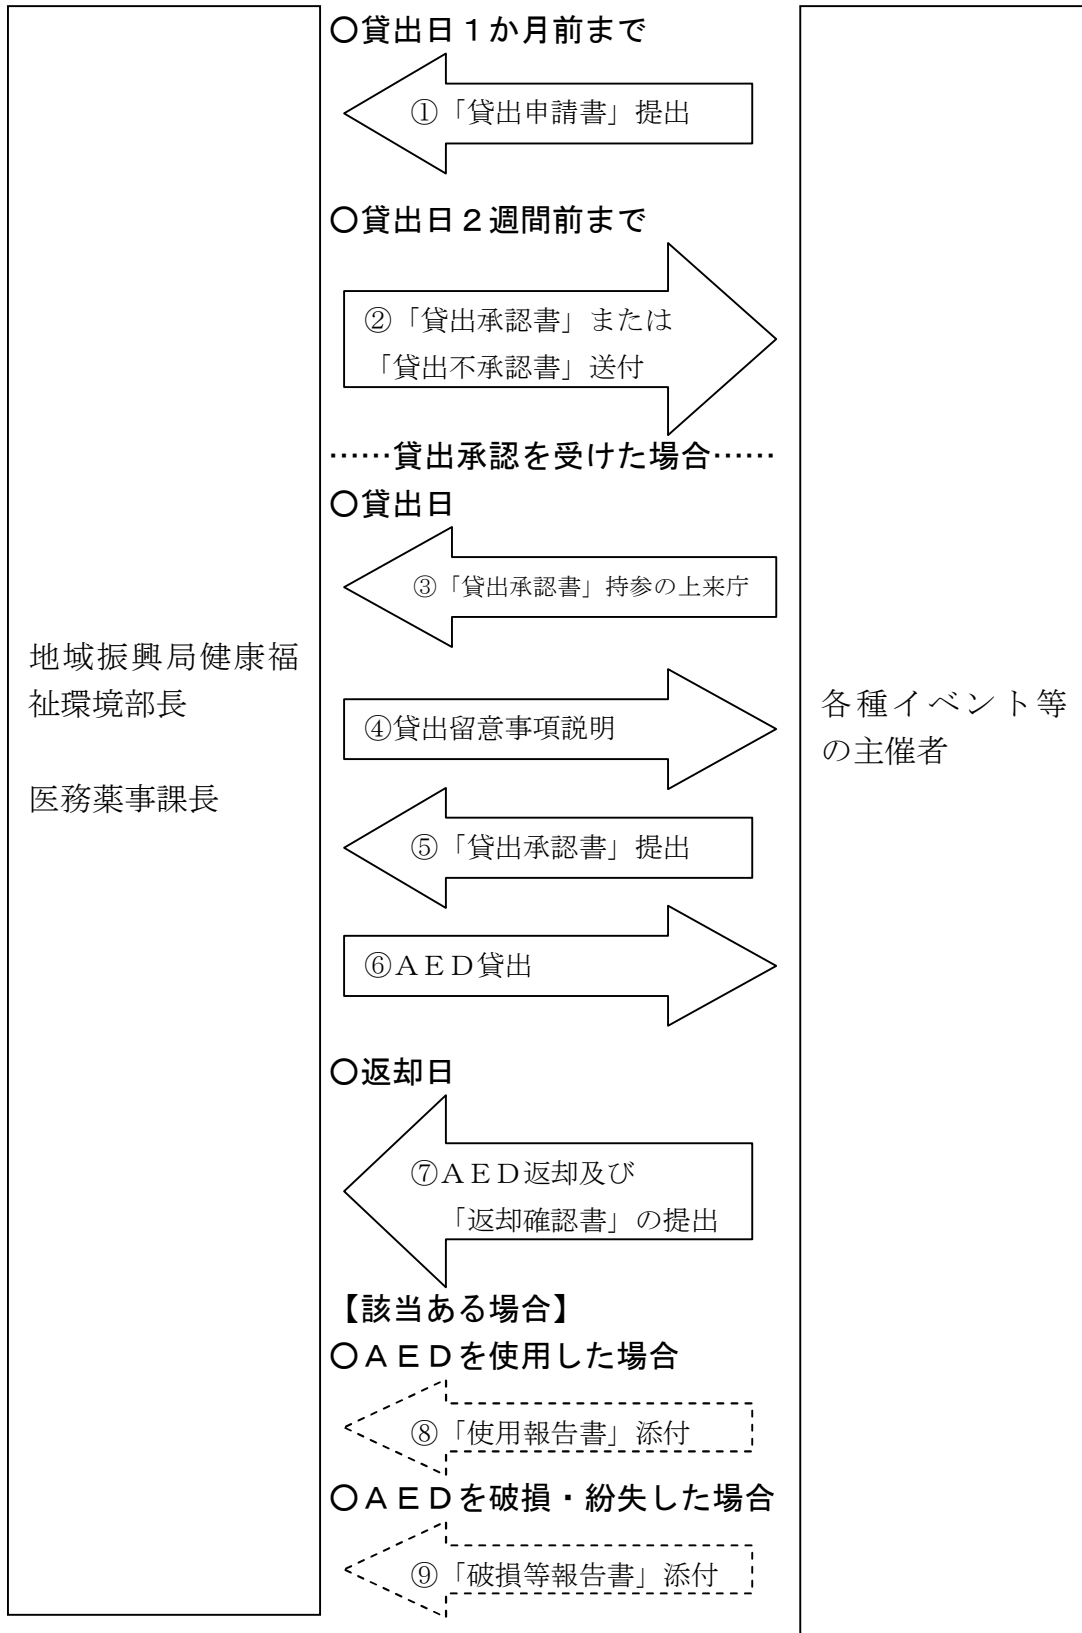 〇貸出日１か月前まで
①「貸出申請書」提出
〇貸出日２週間前まで
②「貸出承認書」または
「貸出不承認書」送付
……貸出承認を受けた場合……
〇貸出日
③「貸出承認書」持参の上来庁
地域振興局健康福
祉環境部長
医務薬事課長
④貸出留意事項説明
各種イベント等
の主催者
⑤「貸出承認書」提出
⑥ＡＥＤ貸出
〇返却日
⑦ＡＥＤ返却及び
「返却確認書」の提出
【該当ある場合】
〇ＡＥＤを使用した場合
⑧「使用報告書」添付
〇ＡＥＤを破損・紛失した場合
⑨「破損等報告書」添付